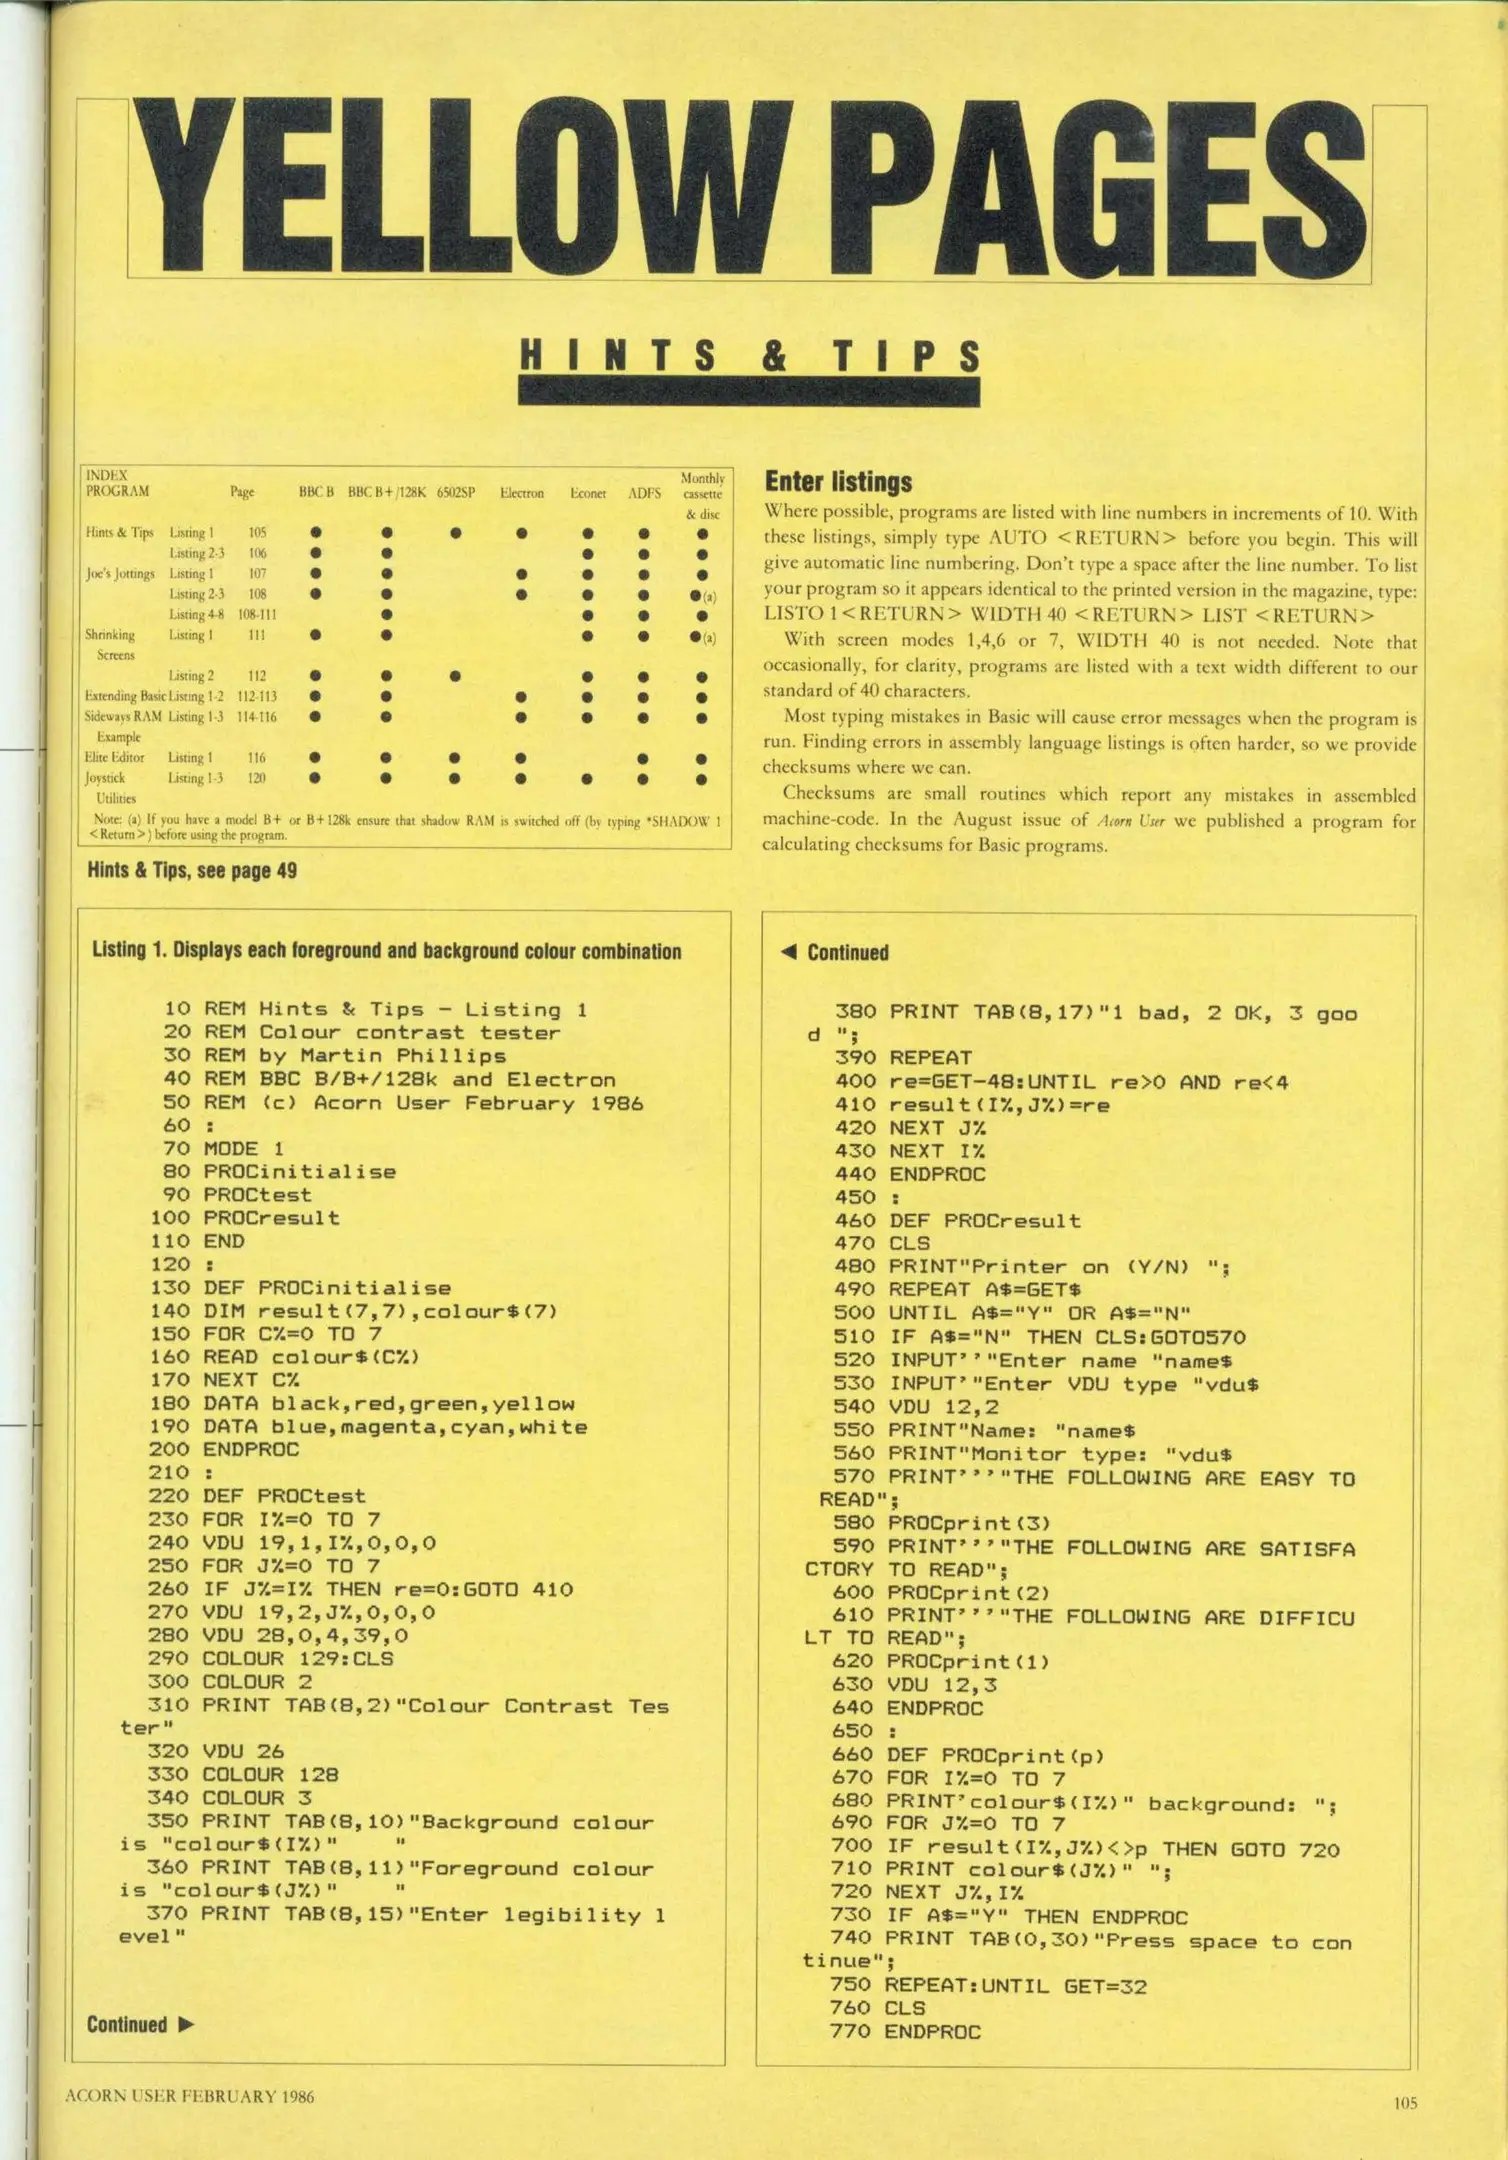 YELLOW PAGES
HINTS & TIPS
INDEX
PROGRAM Page BBC B BBC B+/128K 6502SP Electron Econet ADFS Monthly cassette & disc
Hints & Tips Listing 1 105 ● ● ● ● ● ● ●
Listing 2-3 106 ● ● ● ● ●
Joe's Jottings Listing 1 107 ● ● ● ● ● ●
Listing 2-3 108 ● ● ● ● ● ●(a)
Listing 4-8 108-111 ● ● ● ●
Shrinking Listing 1 111 ● ● ● ● ●(a)
Screens
Listing 2 112 ● ● ● ● ● ●
Extending Basic Listing 1-2 112-113 ● ● ● ● ● ●
Sideways RAM Listing 1-3 114-116 ● ● ● ● ● ●
Example
Elite Editor Listing 1 116 ● ● ● ● ● ●
Joystick Listing 1-3 120 ● ● ● ● ● ● ●
Utilities
Note: (a) If you have a model B+ or B+128k ensure that shadow RAM is switched off (by typing *SHADOW 1
<Return>) before using the program.
Hints & Tips, see page 49
Enter listings
Where possible, programs are listed with line numbers in increments of 10. With
these listings, simply type AUTO <RETURN> before you begin. This will
give automatic line numbering. Don't type a space after the line number. To list
your program so it appears identical to the printed version in the magazine, type:
LISTO 1<RETURN> WIDTH 40 <RETURN> LIST <RETURN>
With screen modes 1,4,6 or 7, WIDTH 40 is not needed. Note that
occasionally, for clarity, programs are listed with a text width different to our
standard of 40 characters.
Most typing mistakes in Basic will cause error messages when the program is
run. Finding errors in assembly language listings is often harder, so we provide
checksums where we can.
Checksums are small routines which report any mistakes in assembled
machine-code. In the August issue of Acorn User we published a program for
calculating checksums for Basic programs.
Listing 1. Displays each foreground and background colour combination
10 REM Hints & Tips - Listing 1
20 REM Colour contrast tester
30 REM by Martin Phillips
40 REM BBC B/B+/128k and Electron
50 REM (c) Acorn User February 1986
60 :
70 MODE 1
80 PROCinitialise
90 PROCtest
100 PROCresult
110 END
120 :
130 DEF PROCinitialise
140 DIM result(7,7),colour$(7)
150 FOR C%=0 TO 7
160 READ colour$(C%)
170 NEXT C%
180 DATA black,red,green,yellow
190 DATA blue,magenta,cyan,white
200 ENDPROC
210 :
220 DEF PROCtest
230 FOR I%=0 TO 7
240 VDU 19,1,I%,0,0,0
250 FOR J%=0 TO 7
260 IF J%=I% THEN re=0:GOTO 410
270 VDU 19,2,J%,0,0,0
280 VDU 28,0,4,39,0
290 COLOUR 129:CLS
300 COLOUR 2
310 PRINT TAB(8,2)"Colour Contrast Tes
ter"
320 VDU 26
330 COLOUR 128
340 COLOUR 3
350 PRINT TAB(8,10)"Background colour
is "colour$(I%)"    "
360 PRINT TAB(8,11)"Foreground colour
is "colour$(J%)"    "
370 PRINT TAB(8,15)"Enter legibility l
evel"
Continued ►
◄ Continued
380 PRINT TAB(8,17)"1 bad, 2 OK, 3 goo
d ";
390 REPEAT
400 re=GET-48:UNTIL re>0 AND re<4
410 result(I%,J%)=re
420 NEXT J%
430 NEXT I%
440 ENDPROC
450 :
460 DEF PROCresult
470 CLS
480 PRINT"Printer on (Y/N) ";
490 REPEAT A$=GET$
500 UNTIL A$="Y" OR A$="N"
510 IF A$="N" THEN CLS:GOTO570
520 INPUT''"Enter name "name$
530 INPUT'"Enter VDU type "vdu$
540 VDU 12,2
550 PRINT"Name: "name$
560 PRINT"Monitor type: "vdu$
570 PRINT'''"THE FOLLOWING ARE EASY TO
READ";
580 PROCprint(3)
590 PRINT'''"THE FOLLOWING ARE SATISFA
CTORY TO READ";
600 PROCprint(2)
610 PRINT'''"THE FOLLOWING ARE DIFFICU
LT TO READ";
620 PROCprint(1)
630 VDU 12,3
640 ENDPROC
650 :
660 DEF PROCprint(p)
670 FOR I%=0 TO 7
680 PRINT'colour$(I%)" background: ";
690 FOR J%=0 TO 7
700 IF result(I%,J%)<>p THEN GOTO 720
710 PRINT colour$(J%)" ";
720 NEXT J%,I%
730 IF A$="Y" THEN ENDPROC
740 PRINT TAB(0,30)"Press space to con
tinue";
750 REPEAT:UNTIL GET=32
760 CLS
770 ENDPROC
ACORN USER FEBRUARY 1986
105